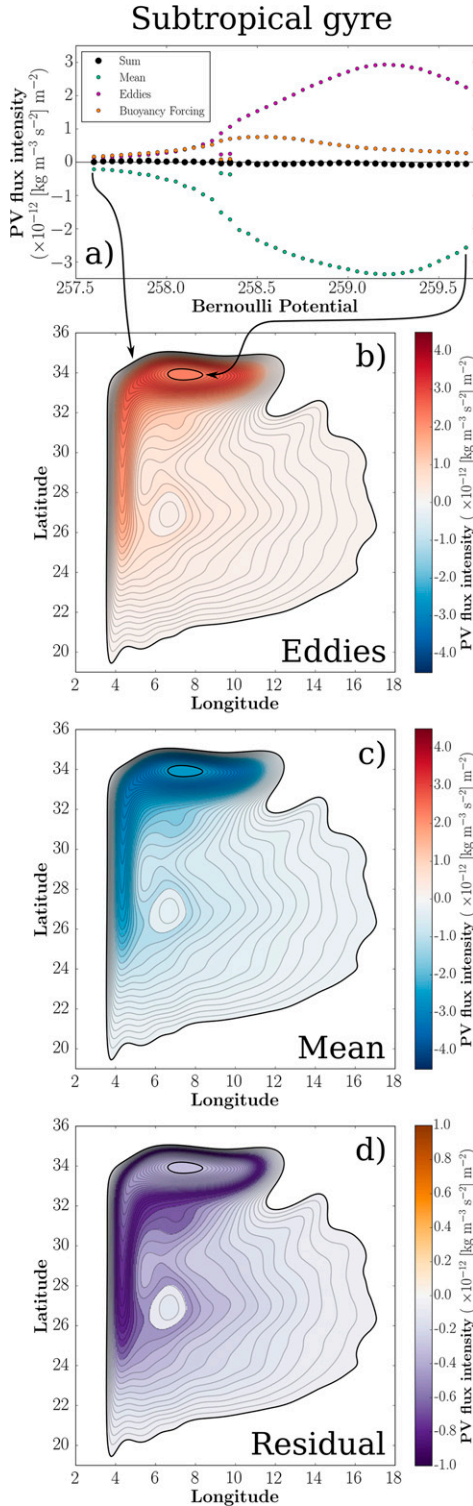 Subtropical gyre
PV flux intensity
(×10⁻¹² [kg m⁻³ s⁻²] m⁻²)
3
2
1
0
−1
−2
−3
Sum
Mean
Eddies
Buoyancy Forcing
a)
257.5 258.0 258.5 259.0 259.5
Bernoulli Potential
b)
Latitude
36
34
32
30
28
26
24
22
20
Eddies
2 4 6 8 10 12 14 16 18
Longitude
4.0
3.0
2.0
1.0
0.0
-1.0
-2.0
-3.0
-4.0
PV flux intensity ( ×10⁻¹² [kg m⁻³ s⁻²] m⁻²)
c)
Latitude
36
34
32
30
28
26
24
22
20
Mean
2 4 6 8 10 12 14 16 18
Longitude
4.0
3.0
2.0
1.0
0.0
-1.0
-2.0
-3.0
-4.0
PV flux intensity ( ×10⁻¹² [kg m⁻³ s⁻²] m⁻²)
d)
Latitude
36
34
32
30
28
26
24
22
20
Residual
2 4 6 8 10 12 14 16 18
Longitude
1.0
0.8
0.6
0.4
0.2
0.0
-0.2
-0.4
-0.6
-0.8
-1.0
PV flux intensity ( ×10⁻¹² [kg m⁻³ s⁻²] m⁻²)